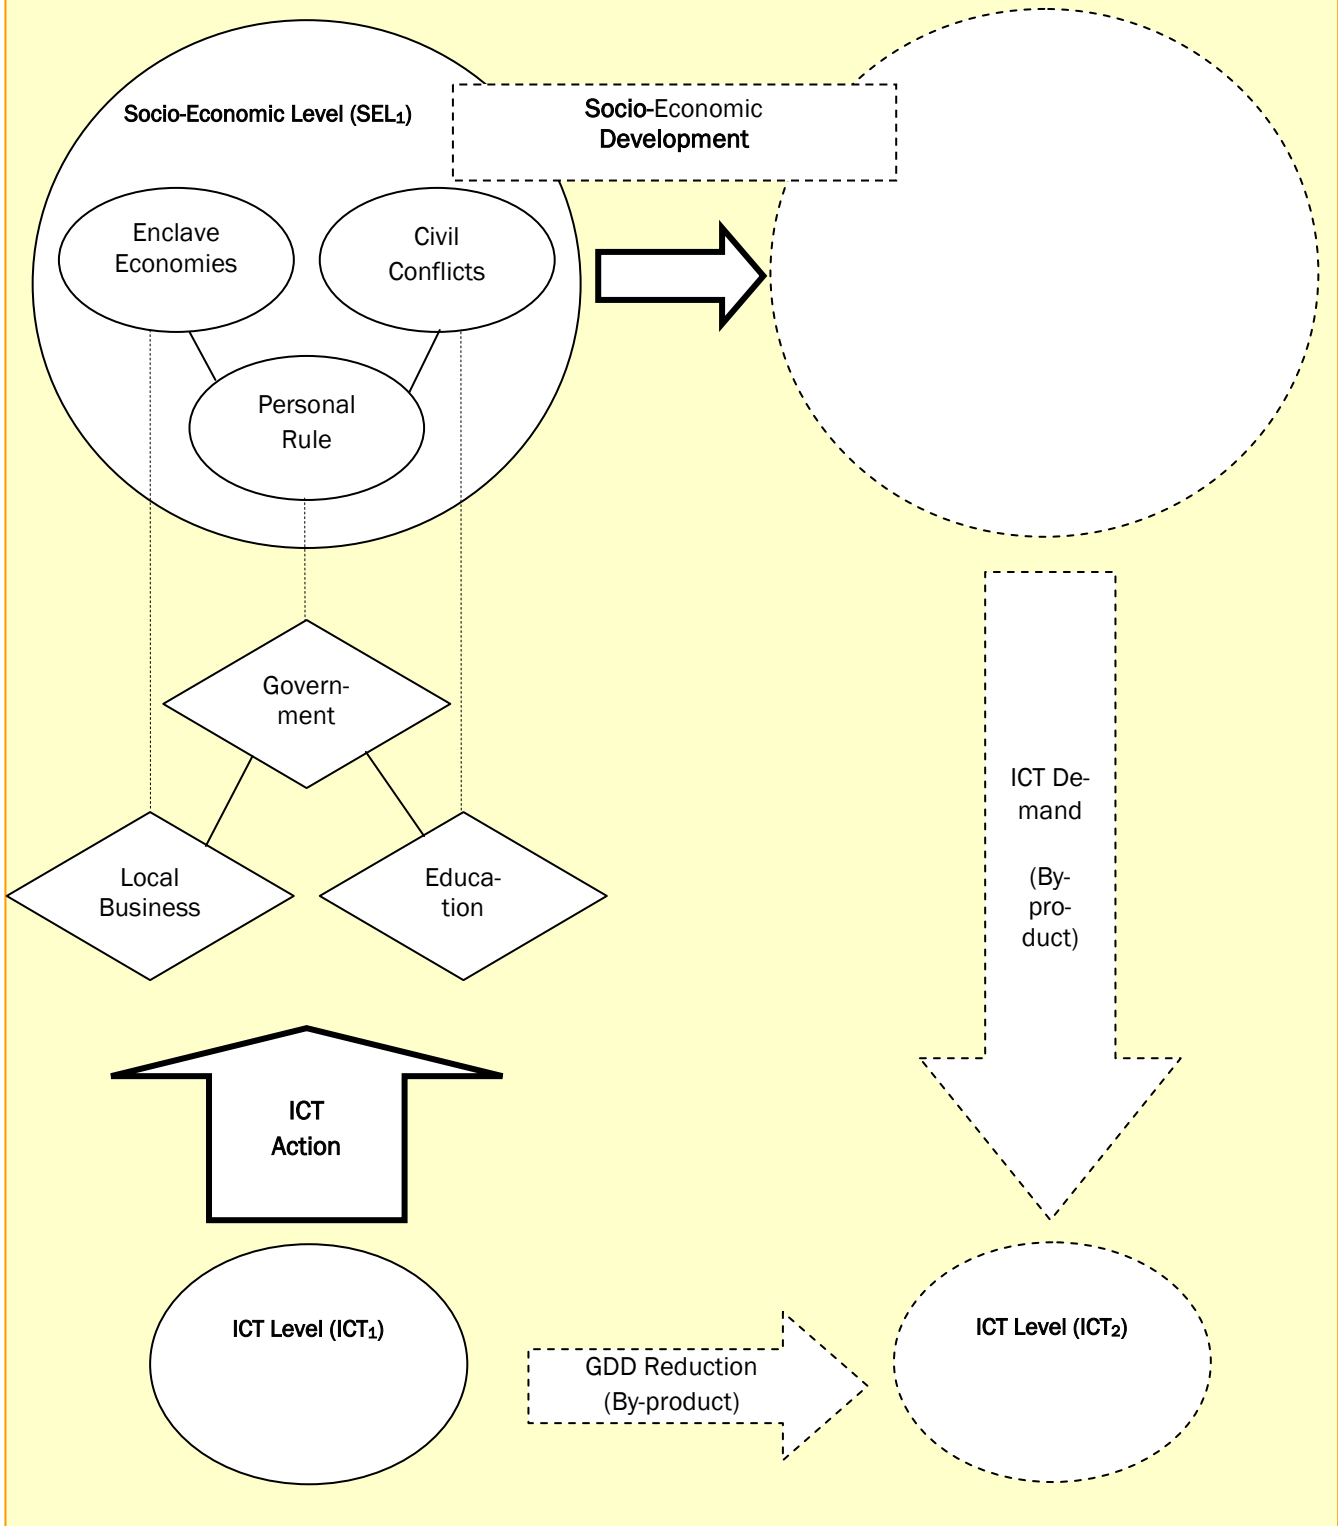 Socio-Economic Level (SEL₁)
Socio-Economic
Development
Enclave
Economies
Civil
Conflicts
Personal
Rule
Govern-
ment
Local
Business
Educa-
tion
ICT De-
mand
(By-
pro-
duct)
ICT
Action
ICT Level (ICT₁)
GDD Reduction
(By-product)
ICT Level (ICT₂)